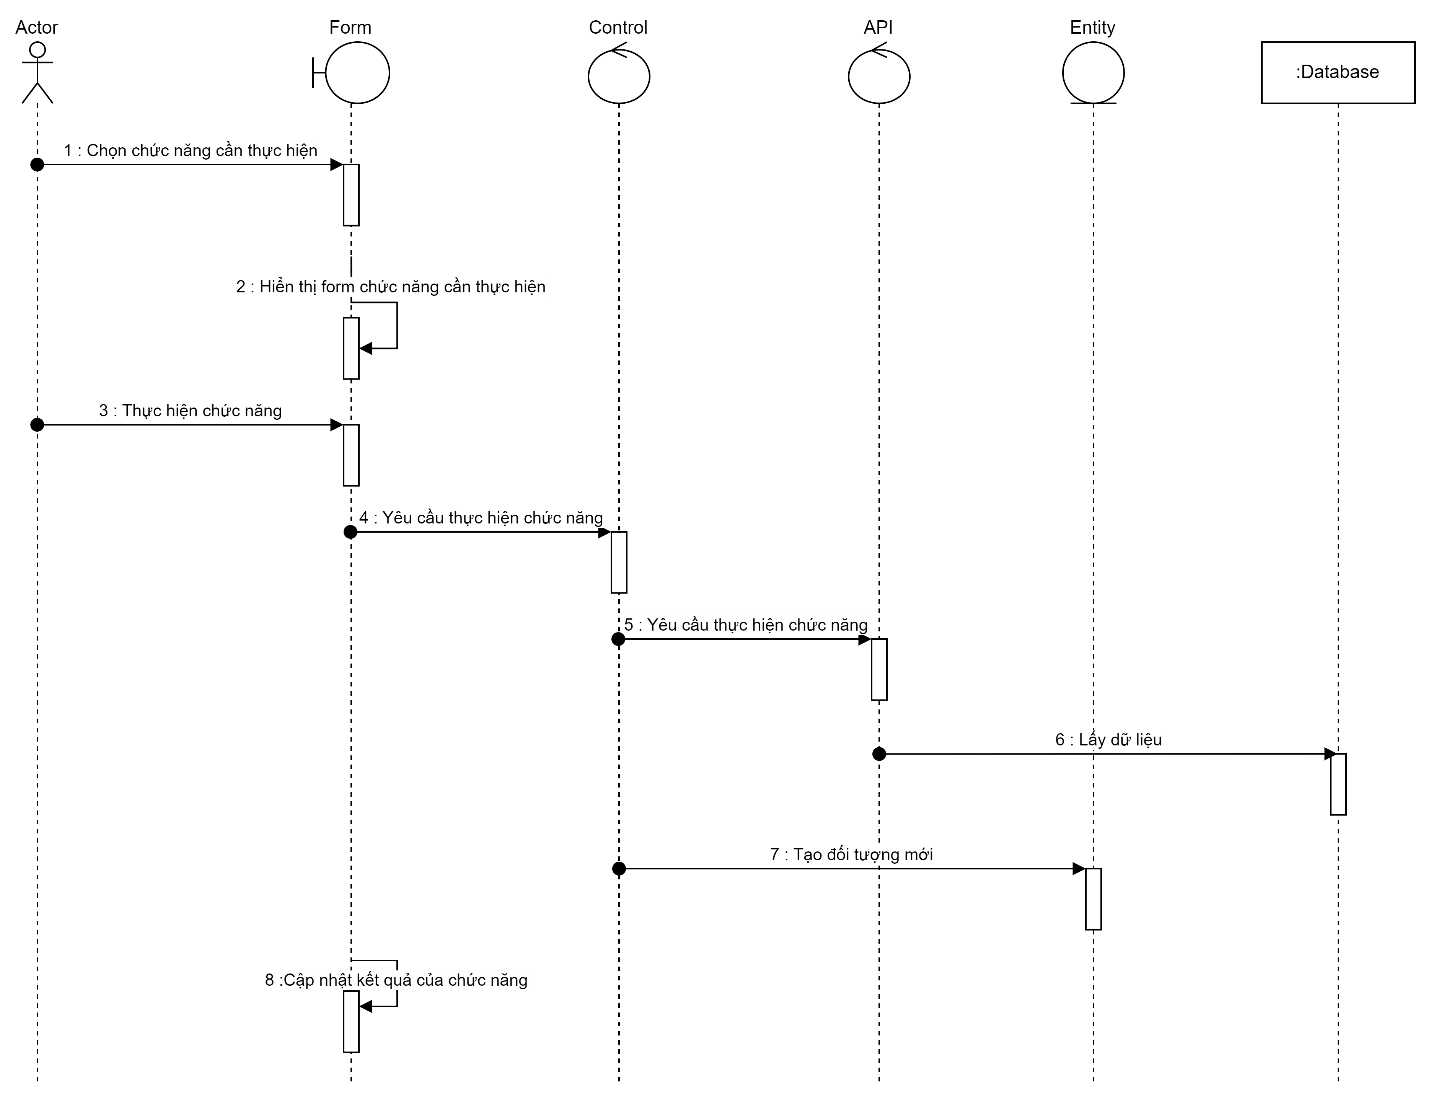 Actor
Form
Control
API
Entity
:Database
1 : Chọn chức năng cần thực hiện
2 : Hiển thị form chức năng cần thực hiện
3 : Thực hiện chức năng
4 : Yêu cầu thực hiện chức năng
5 : Yêu cầu thực hiện chức năng
6 : Lấy dữ liệu
7 : Tạo đối tượng mới
8 :Cập nhật kết quả của chức năng